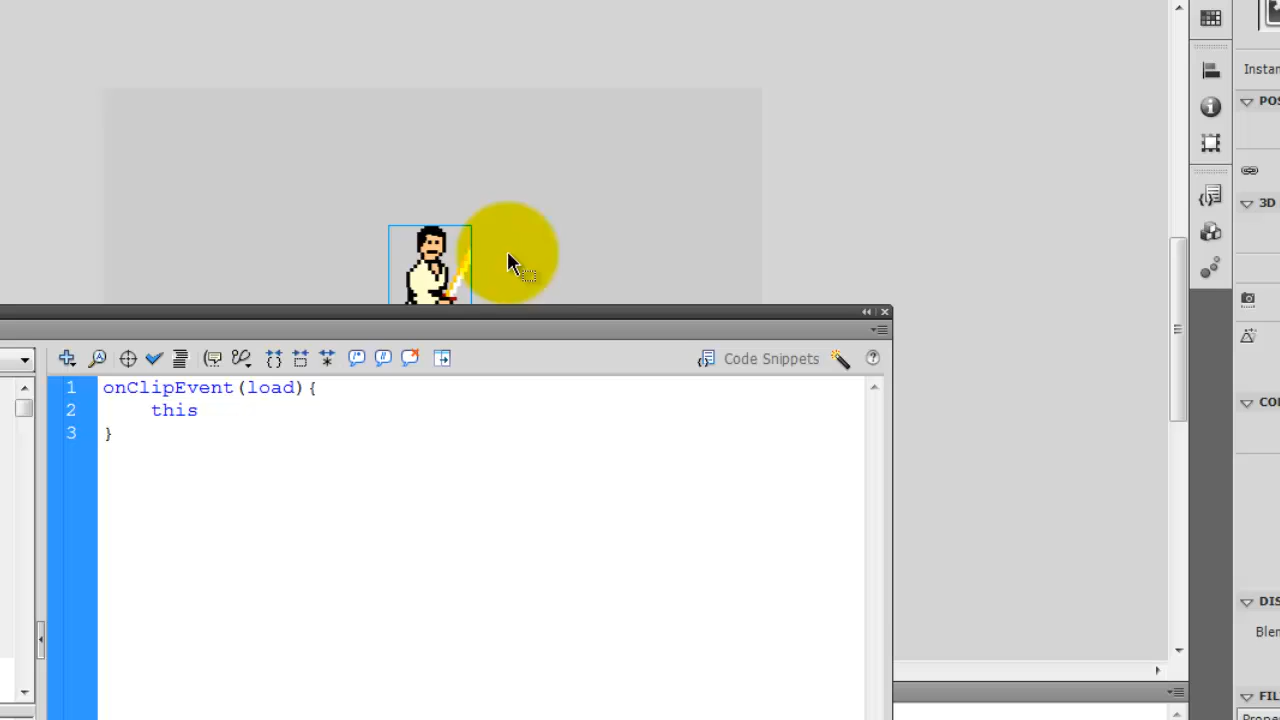 Instan
POS
3D
Code Snippets
1 onClipEvent(load){
2 this
3 }
COL
DIS
Blen
FIL